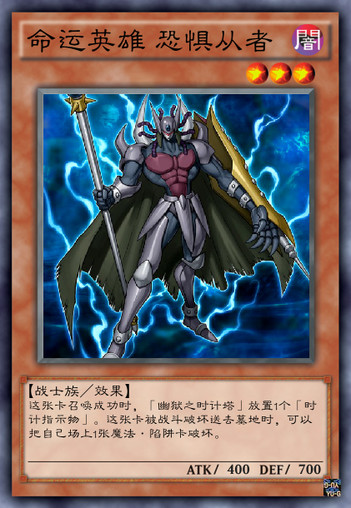 命运英雄 恐惧从者
闇
【战士族／效果】
这张卡召唤成功时，「幽狱之时计塔」放置1个「时
计指示物」。这张卡被战斗破坏送去墓地时，可以
把自己场上1张魔法·陷阱卡破坏。
ATK/ 400 DEF/ 700